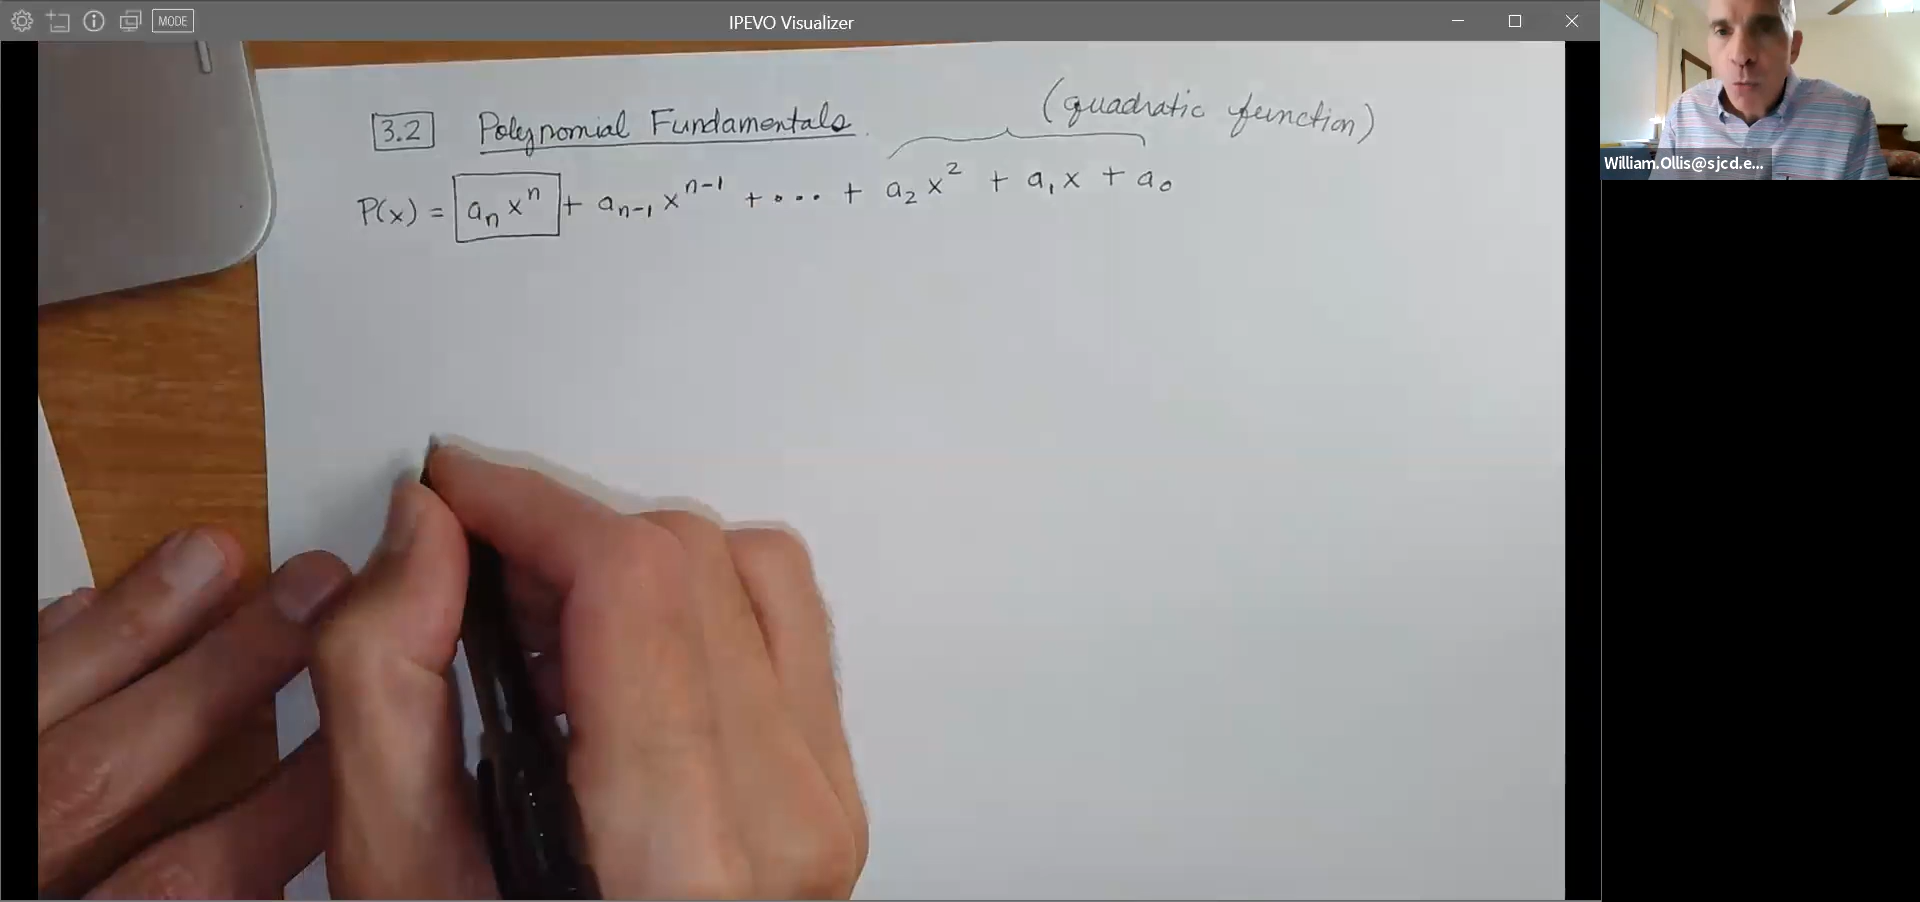 MODE
IPEVO Visualizer
William.Ollis@sjcd.e...
(quadratic function)
3.2 Polynomial Fundamentals
P(x) = aₙxⁿ + aₙ₋₁xⁿ⁻¹ + ... + a₂x² + a₁x + a₀